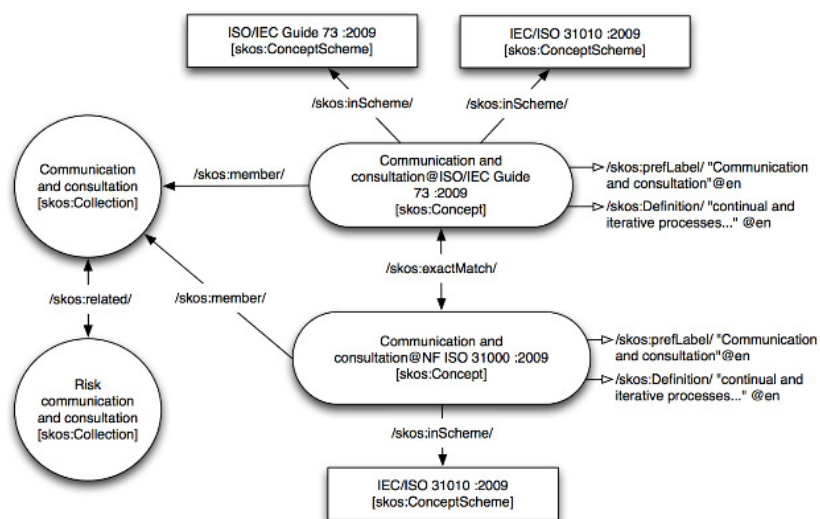 ISO/IEC Guide 73 :2009
[skos:ConceptScheme]
IEC/ISO 31010 :2009
[skos:ConceptScheme]
/skos:inScheme/
/skos:inScheme/
Communication
and consultation
[skos:Collection]
/skos:member/
Communication and
consultation@ISO/IEC Guide
73 :2009
[skos:Concept]
/skos:prefLabel/ "Communication
and consultation"@en
/skos:Definition/ "continual and
iterative processes..." @en
/skos:exactMatch/
/skos:related/
/skos:member/
Communication and
consultation@NF ISO 31000 :2009
[skos:Concept]
/skos:prefLabel/ "Communication
and consultation"@en
/skos:Definition/ "continual and
iterative processes..." @en
Risk
communication
and consultation
[skos:Collection]
/skos:inScheme/
IEC/ISO 31010 :2009
[skos:ConceptScheme]